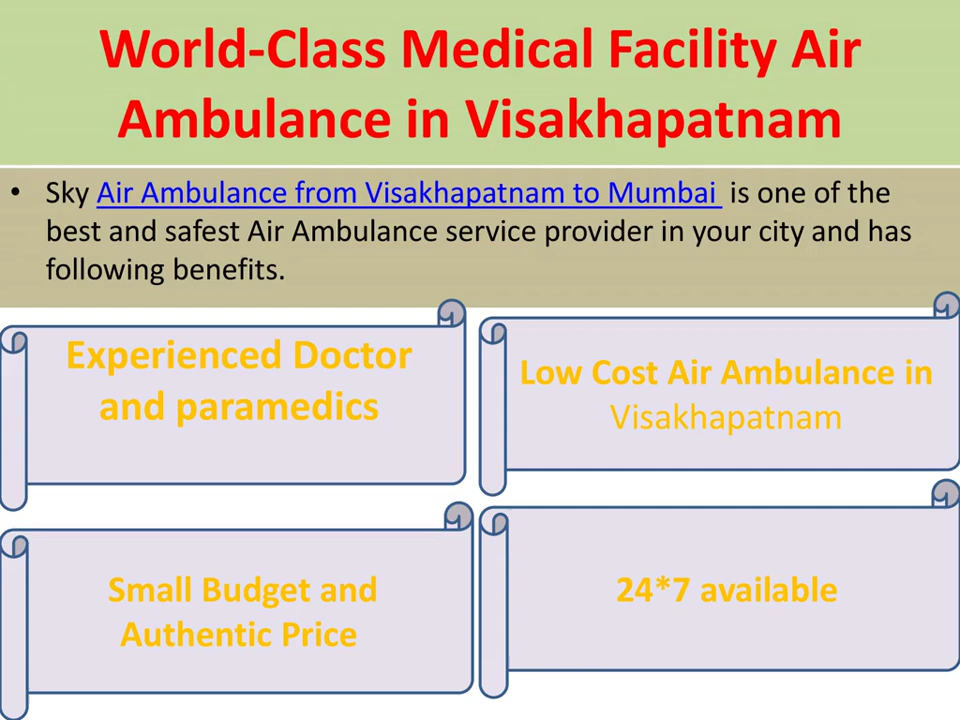 World-Class Medical Facility Air
Ambulance in Visakhapatnam
• Sky Air Ambulance from Visakhapatnam to Mumbai is one of the
best and safest Air Ambulance service provider in your city and has
following benefits.
Experienced Doctor
and paramedics
Low Cost Air Ambulance in
Visakhapatnam
Small Budget and
Authentic Price
24*7 available